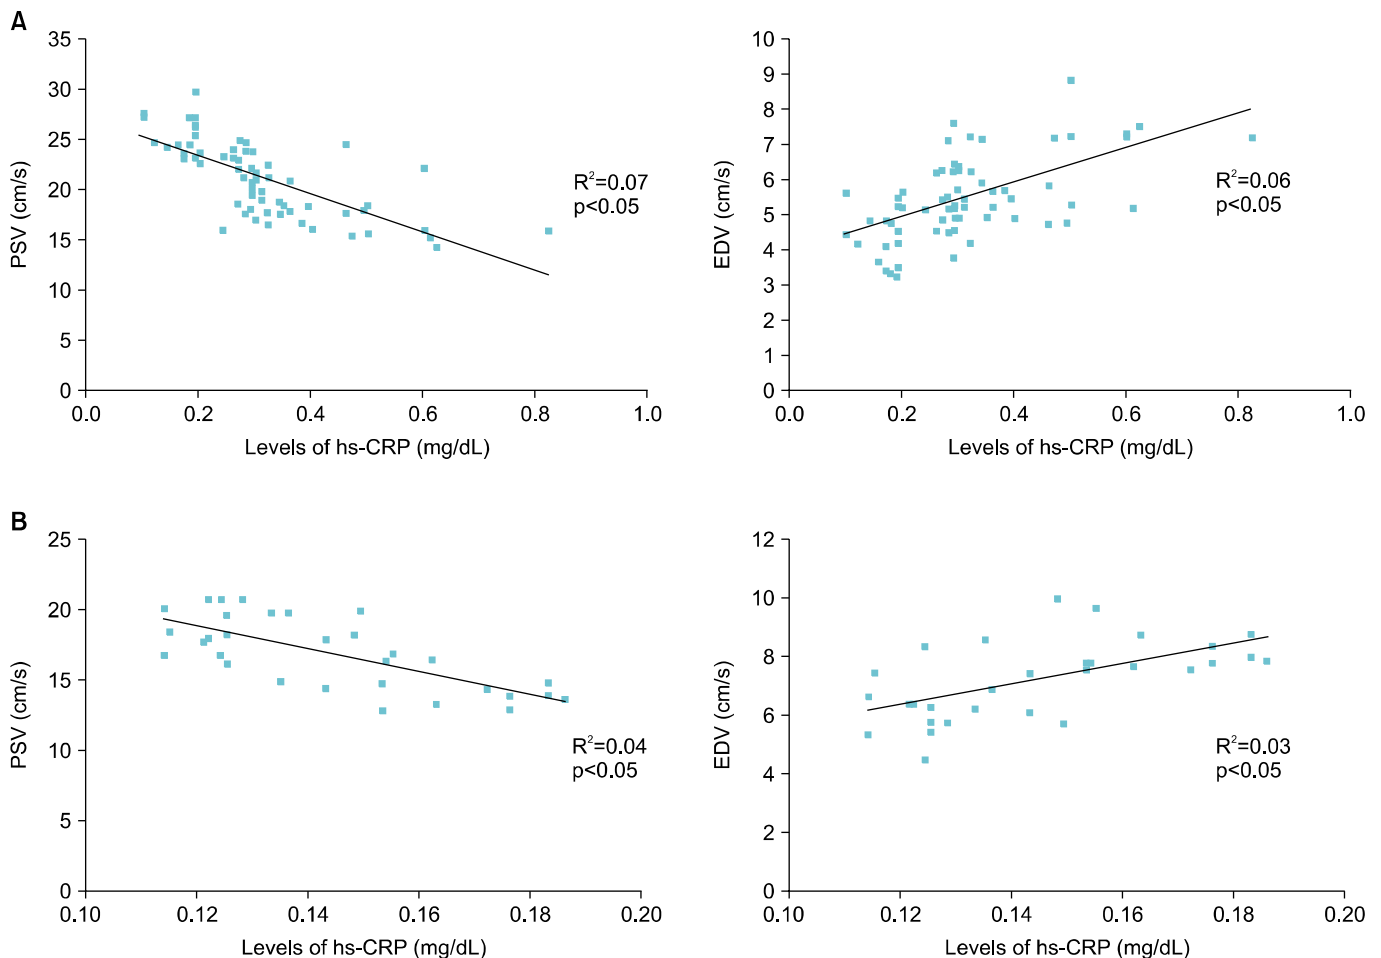 A
35
30
25
20
15
10
5
0
PSV (cm/s)
0.0 0.2 0.4 0.6 0.8 1.0
Levels of hs-CRP (mg/dL)
R²=0.07
p<0.05
10
9
8
7
6
5
4
3
2
1
0
EDV (cm/s)
0.0 0.2 0.4 0.6 0.8 1.0
Levels of hs-CRP (mg/dL)
R²=0.06
p<0.05
B
25
20
15
10
5
0
PSV (cm/s)
0.10 0.12 0.14 0.16 0.18 0.20
Levels of hs-CRP (mg/dL)
R²=0.04
p<0.05
12
10
8
6
4
2
0
EDV (cm/s)
0.10 0.12 0.14 0.16 0.18 0.20
Levels of hs-CRP (mg/dL)
R²=0.03
p<0.05